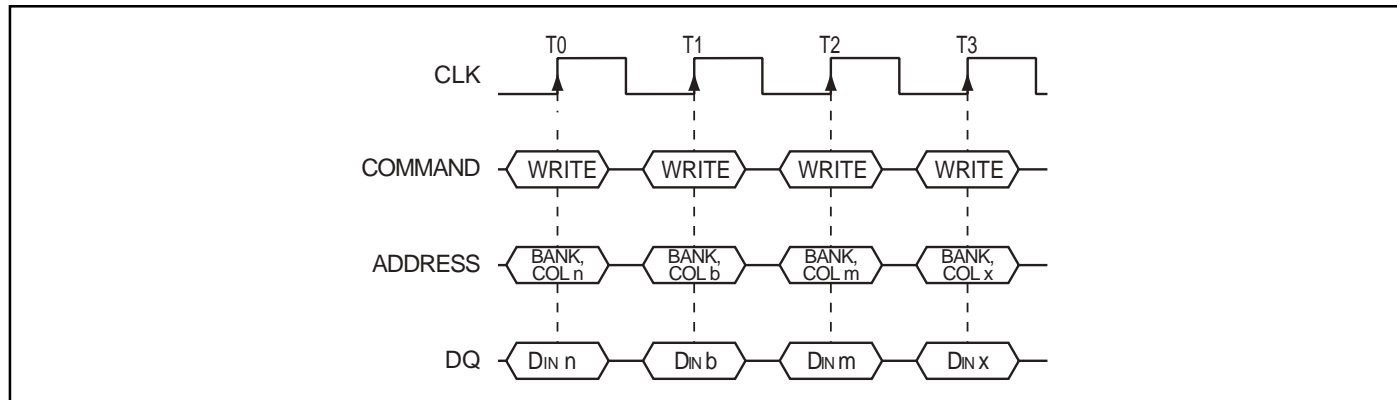 T0 T1 T2 T3
CLK
COMMAND WRITE WRITE WRITE WRITE
ADDRESS BANK, COL n BANK, COL b BANK, COL m BANK, COL x
DQ DIN n DIN b DIN m DIN x